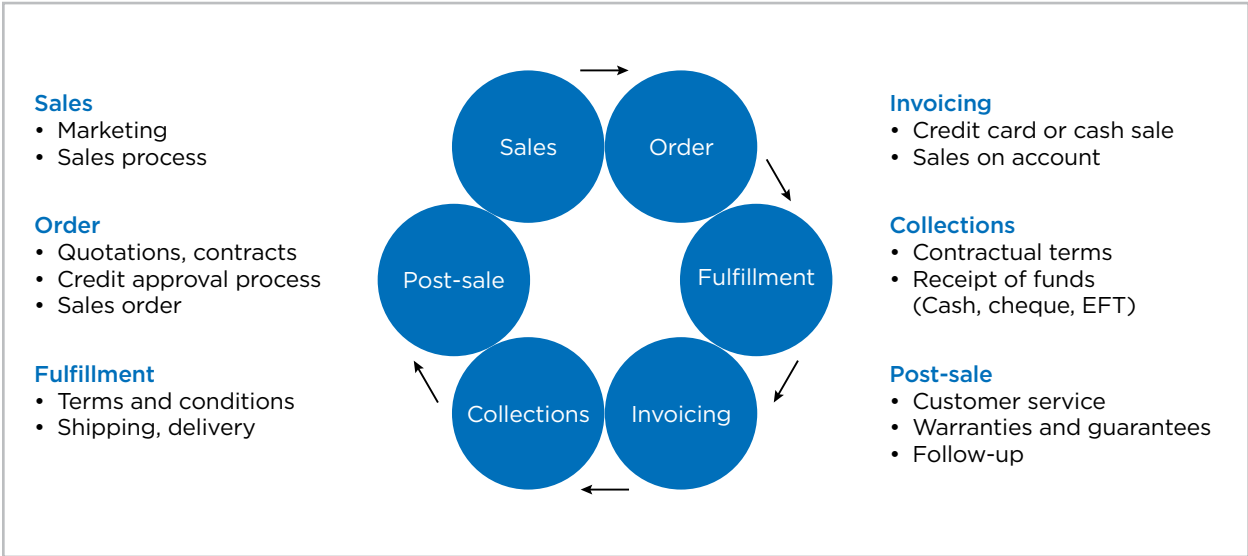 Sales
• Marketing
• Sales process
Order
• Quotations, contracts
• Credit approval process
• Sales order
Fulfillment
• Terms and conditions
• Shipping, delivery
Sales
Order
Post-sale
Fulfillment
Collections
Invoicing
Invoicing
• Credit card or cash sale
• Sales on account
Collections
• Contractual terms
• Receipt of funds
(Cash, cheque, EFT)
Post-sale
• Customer service
• Warranties and guarantees
• Follow-up